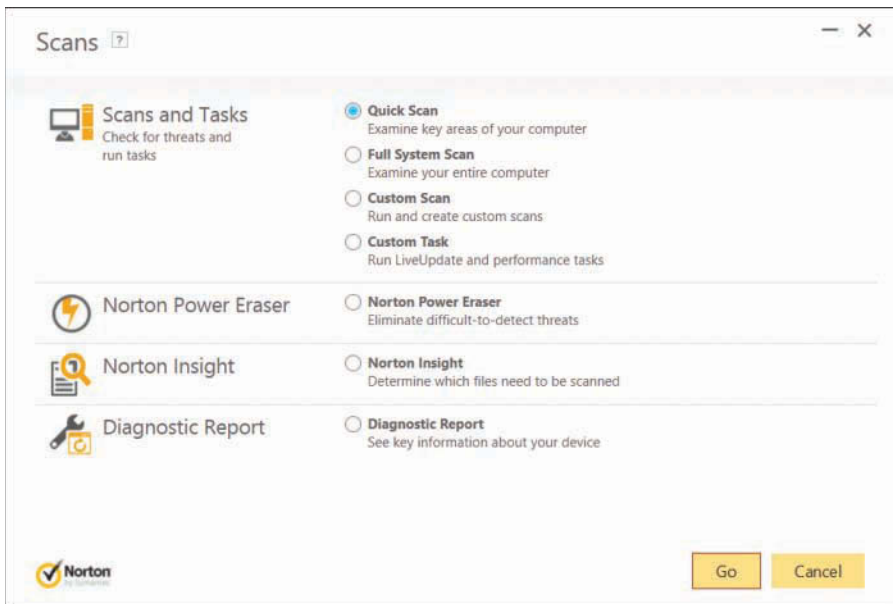 Scans ?
Scans and Tasks
Check for threats and
run tasks
Quick Scan
Examine key areas of your computer
Full System Scan
Examine your entire computer
Custom Scan
Run and create custom scans
Custom Task
Run LiveUpdate and performance tasks
Norton Power Eraser
Norton Power Eraser
Eliminate difficult-to-detect threats
Norton Insight
Norton Insight
Determine which files need to be scanned
Diagnostic Report
Diagnostic Report
See key information about your device
Norton
by Symantec
Go
Cancel